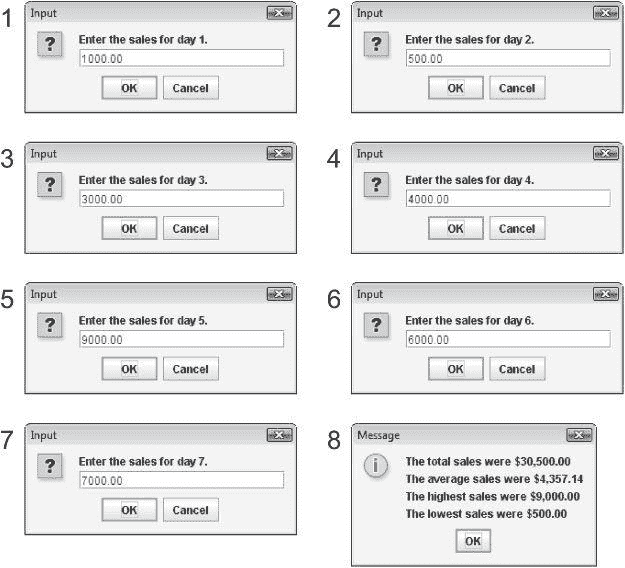 1
Input
?
Enter the sales for day 1.
1000.00
OK Cancel
2
Input
?
Enter the sales for day 2.
500.00
OK Cancel
3
Input
?
Enter the sales for day 3.
3000.00
OK Cancel
4
Input
?
Enter the sales for day 4.
4000.00
OK Cancel
5
Input
?
Enter the sales for day 5.
9000.00
OK Cancel
6
Input
?
Enter the sales for day 6.
6000.00
OK Cancel
7
Input
?
Enter the sales for day 7.
7000.00
OK Cancel
8
Message
i
The total sales were $30,500.00
The average sales were $4,357.14
The highest sales were $9,000.00
The lowest sales were $500.00
OK